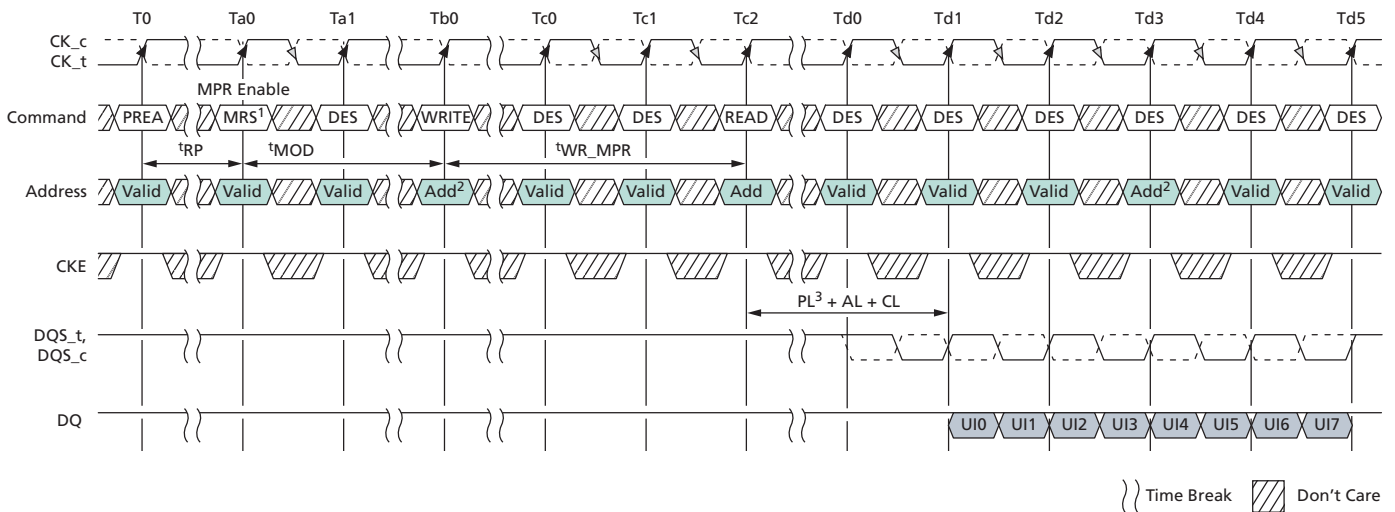 T0 Ta0 Ta1 Tb0 Tc0 Tc1 Tc2 Td0 Td1 Td2 Td3 Td4 Td5
CK_c
CK_t
MPR Enable
Command PREA MRS¹ DES WRITE DES DES READ DES DES DES DES DES DES
tRP tMOD tWR_MPR
Address Valid Valid Valid Add² Valid Valid Add Valid Valid Valid Add² Valid Valid
CKE
PL³ + AL + CL
DQS_t,
DQS_c
DQ UI0 UI1 UI2 UI3 UI4 UI5 UI6 UI7
Time Break Don't Care